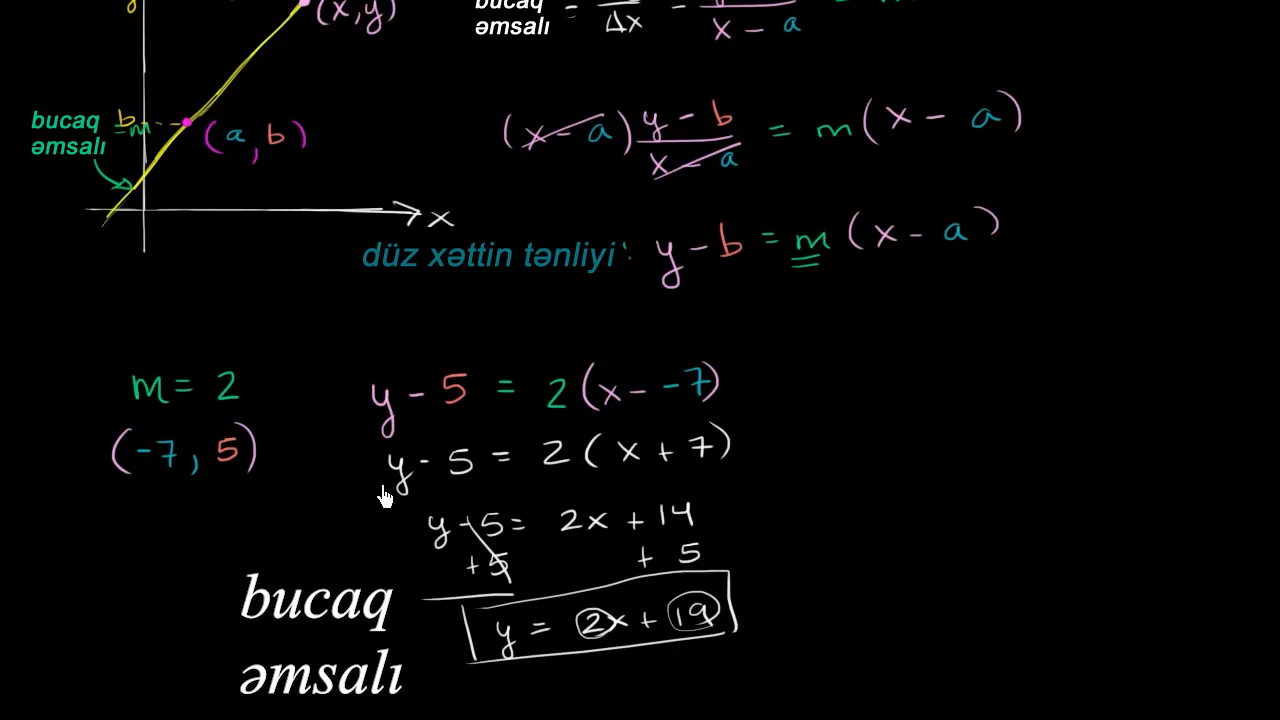 (x, y)
bucaq
əmsalı = Δx = x - a
b
bucaq
əmsalı = m
(a, b)
x
(x - a) y - b / x - a = m(x - a)
düz xəttin tənliyi: y - b = m(x - a)
m = 2
(-7, 5)
y - 5 = 2(x - -7)
y - 5 = 2(x + 7)
y - 5 = 2x + 14
+ 5 + 5
y = 2x + 19
bucaq
əmsalı